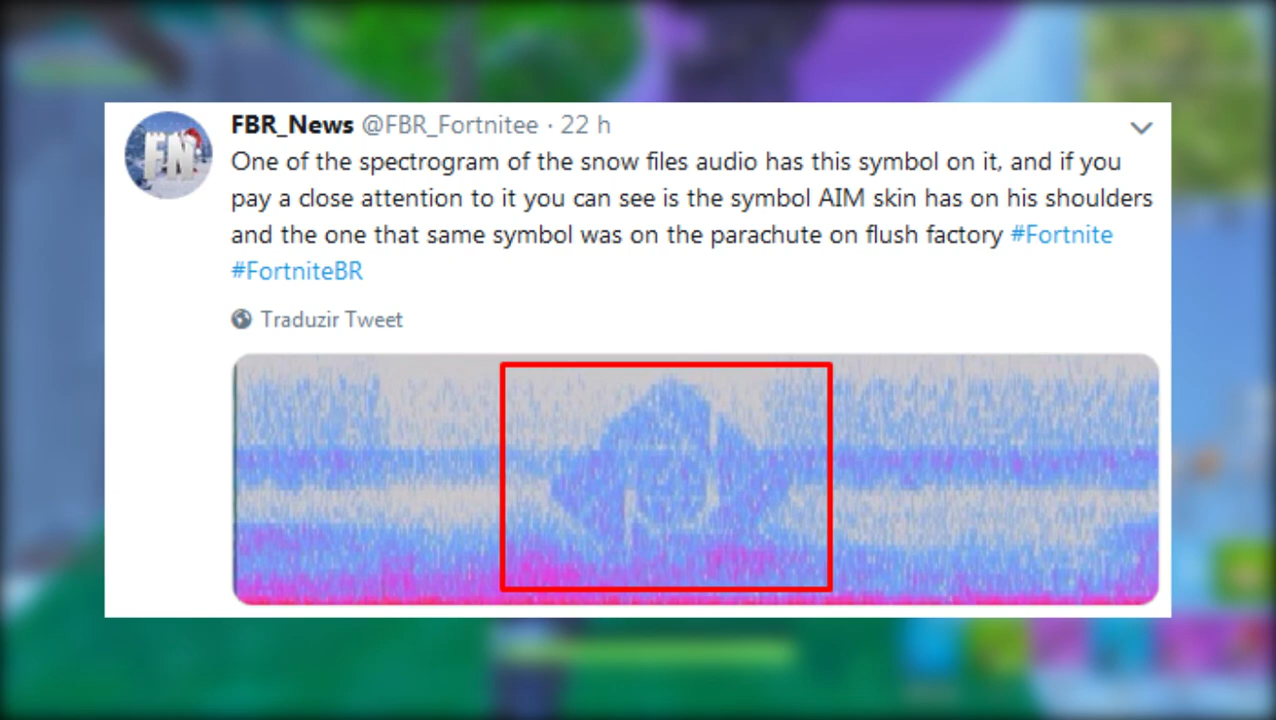 FBR_News @FBR_Fortnitee · 22 h
One of the spectrogram of the snow files audio has this symbol on it, and if you
pay a close attention to it you can see is the symbol AIM skin has on his shoulders
and the one that same symbol was on the parachute on flush factory #Fortnite
#FortniteBR
Traduzir Tweet
FN